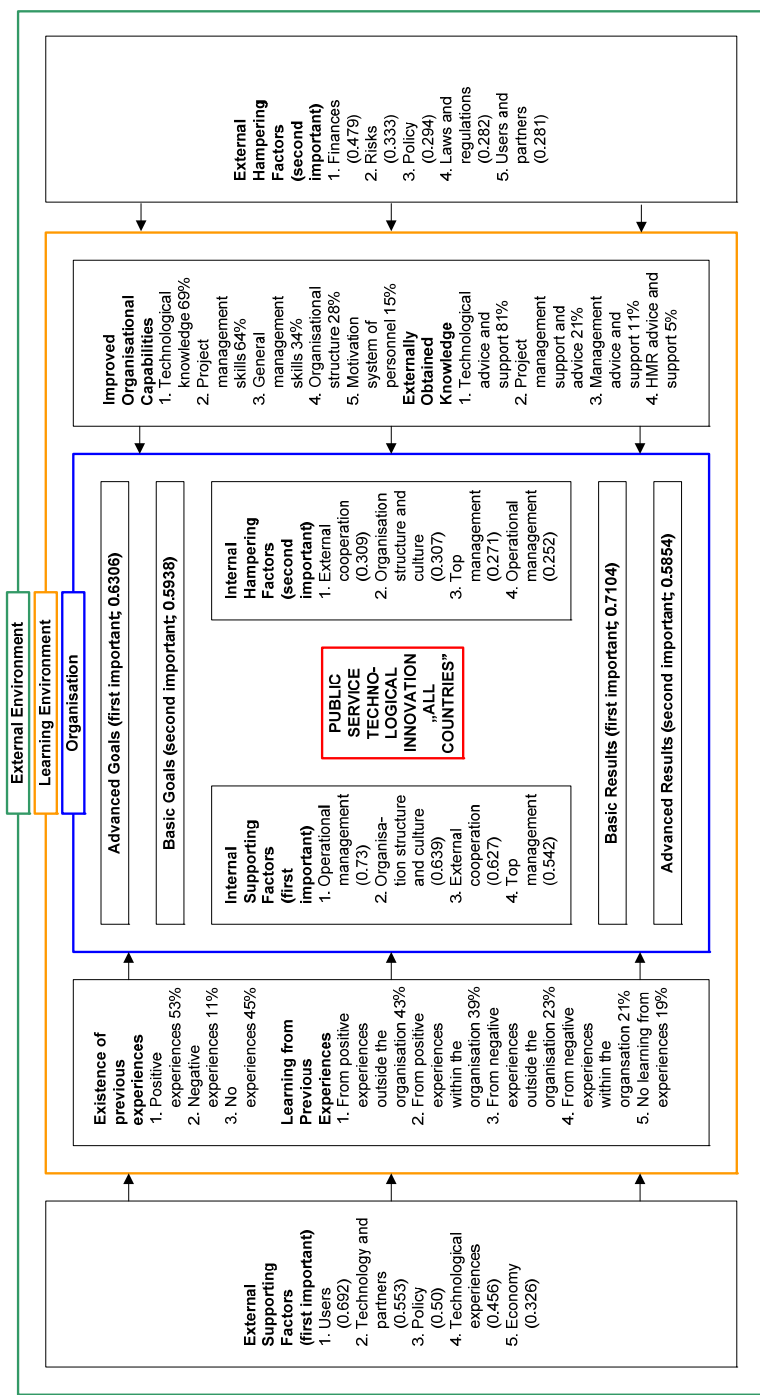 External Environment
Learning Environment
Organisation
External
Supporting
Factors
(first important)
1. Users
(0.692)
2. Technology and
partners
(0.553)
3. Policy
(0.50)
4. Technological
experiences
(0.456)
5. Economy
(0.326)
Existence of
previous
experiences
1. Positive
experiences 53%
2. Negative
experiences 11%
3. No
experiences 45%
Learning from
Previous
Experiences
1. From positive
experiences
outside the
organisation 43%
2. From positive
experiences
within the
organisation 39%
3. From negative
experiences
outside the
organisation 23%
4. From negative
experiences
within the
organsation 21%
5. No learning from
experiences 19%
Advanced Goals (first important; 0.6306)
Basic Goals (second important; 0.5938)
Internal
Supporting
Factors
(first
important)
1. Operational
management
(0.73)
2. Organisa-
tion structure
and culture
(0.639)
3. External
cooperation
(0.627)
4. Top
management
(0.542)
PUBLIC
SERVICE
TECHNO-
LOGICAL
INNOVATION
„ALL
COUNTRIES”
Internal
Hampering
Factors
(second
important)
1. External
cooperation
(0.309)
2. Organisation
structure and
culture
(0.307)
3. Top
management
(0.271)
4. Operational
management
(0.252)
Basic Results (first important; 0.7104)
Advanced Results (second important; 0.5854)
Improved
Organisational
Capabilities
1. Technological
knowledge 69%
2. Project
management
skills 64%
3. General
management
skills 34%
4. Organisational
structure 28%
5. Motivation
system of
personnel 15%
Externally
Obtained
Knowledge
1. Technological
advice and
support 81%
2. Project
management
support and
advice 21%
3. Management
advice and
support 11%
4. HMR advice and
support 5%
External
Hampering
Factors
(second
important)
1. Finances
(0.479)
2. Risks
(0.333)
3. Policy
(0.294)
4. Laws and
regulations
(0.282)
5. Users and
partners
(0.281)